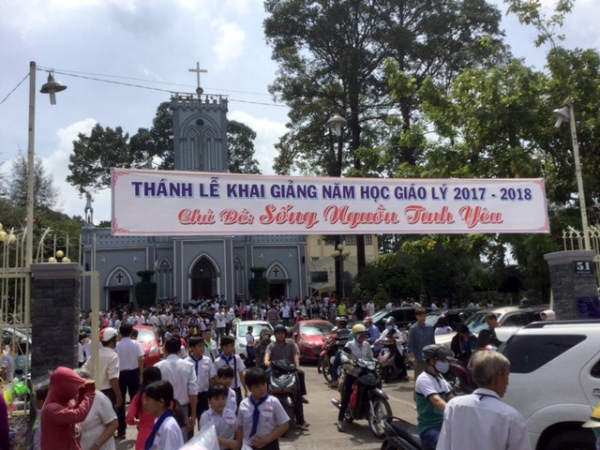 THÁNH LỄ KHAI GIẢNG NĂM HỌC GIÁO LÝ 2017 - 2018
Chủ Đề: Sống Nguồn Tình Yêu
51